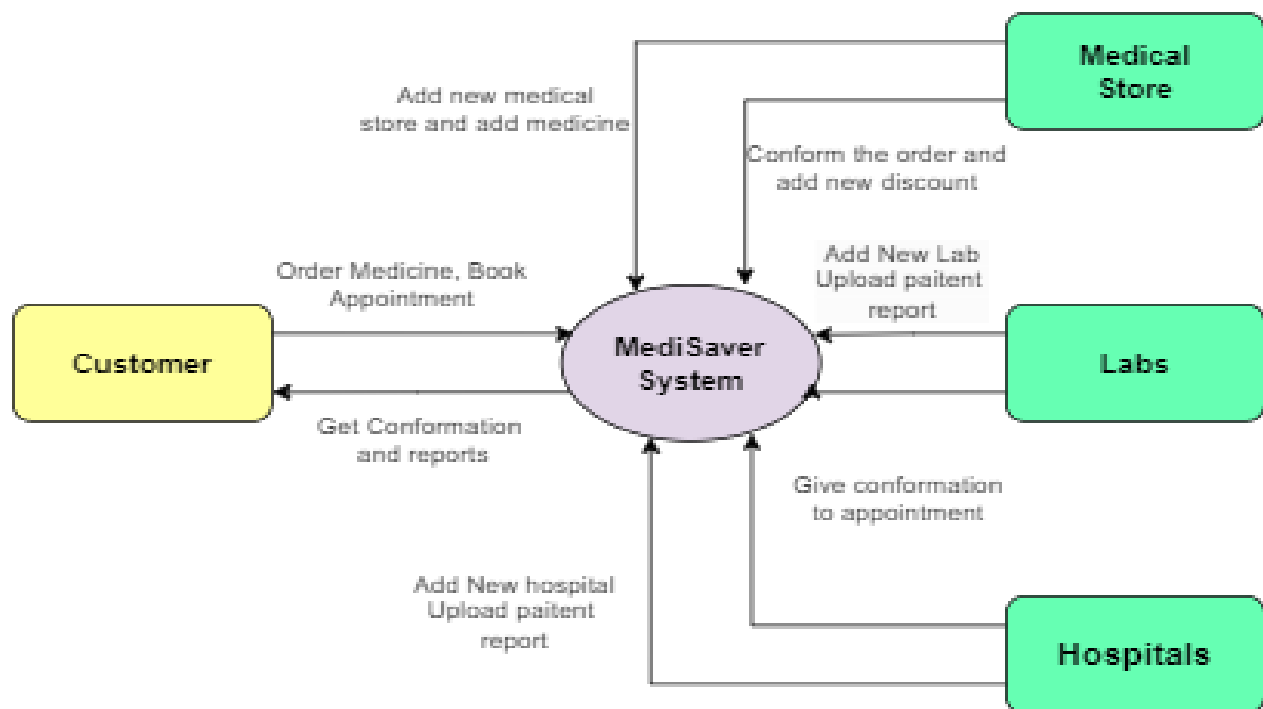 Medical
Store
Add new medical
store and add medicine
Conform the order and
add new discount
Add New Lab
Upload paitent
report
Order Medicine, Book
Appointment
Customer
MediSaver
System
Labs
Get Conformation
and reports
Give conformation
to appointment
Add New hospital
Upload paitent
report
Hospitals